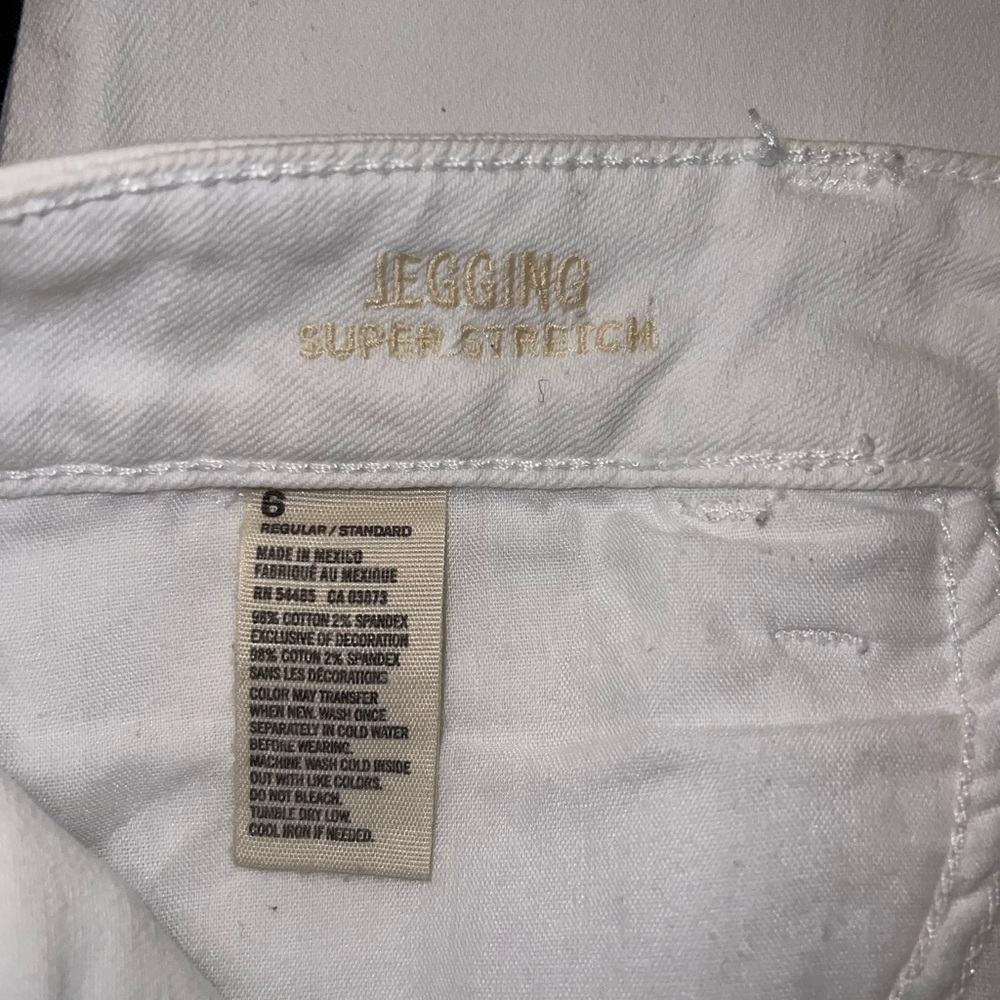 JEGGING
SUPER STRETCH
6
REGULAR / STANDARD
MADE IN MEXICO
FABRIQUÉ AU MEXIQUE
RN 54485 CA 03073
98% COTTON 2% SPANDEX
EXCLUSIVE OF DECORATION
98% COTON 2% SPANDEX
SANS LES DÉCORATIONS
COLOR MAY TRANSFER
WHEN NEW. WASH ONCE
SEPARATELY IN COLD WATER
BEFORE WEARING.
MACHINE WASH COLD INSIDE
OUT WITH LIKE COLORS.
DO NOT BLEACH.
TUMBLE DRY LOW.
COOL IRON IF NEEDED.